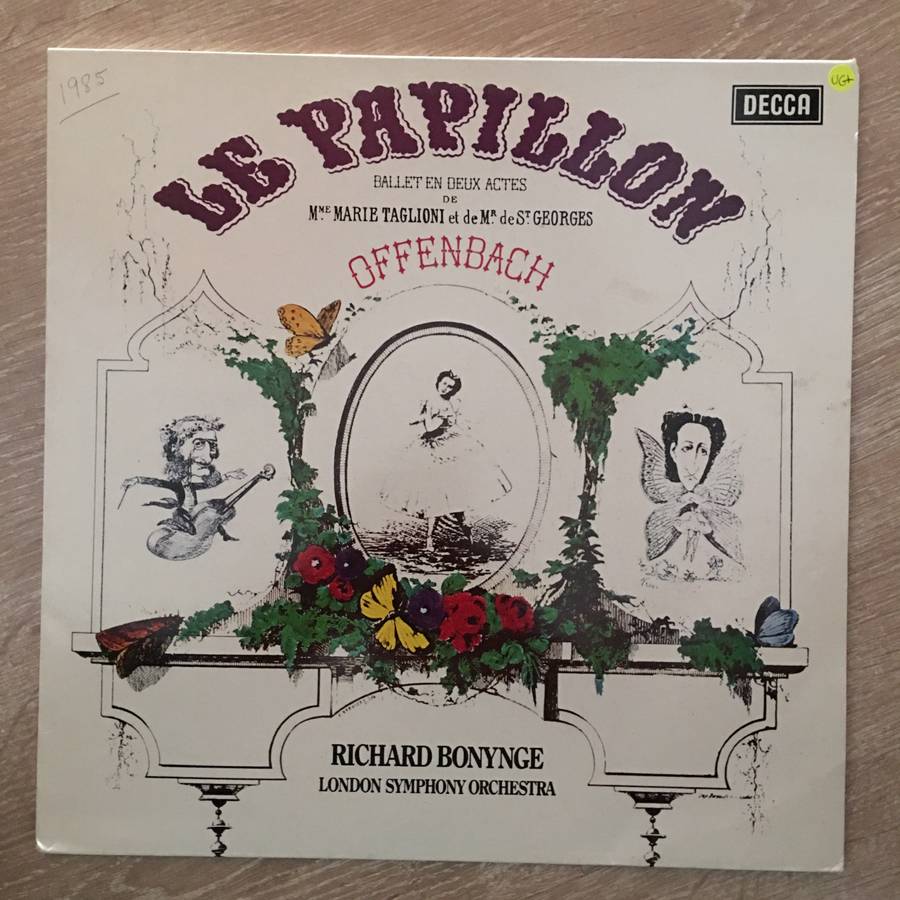 1985
DECCA
VG+
LE PAPILLON
BALLET EN DEUX ACTES
DE
MME MARIE TAGLIONI et de MR de ST GEORGES
OFFENBACH
RICHARD BONYNGE
LONDON SYMPHONY ORCHESTRA